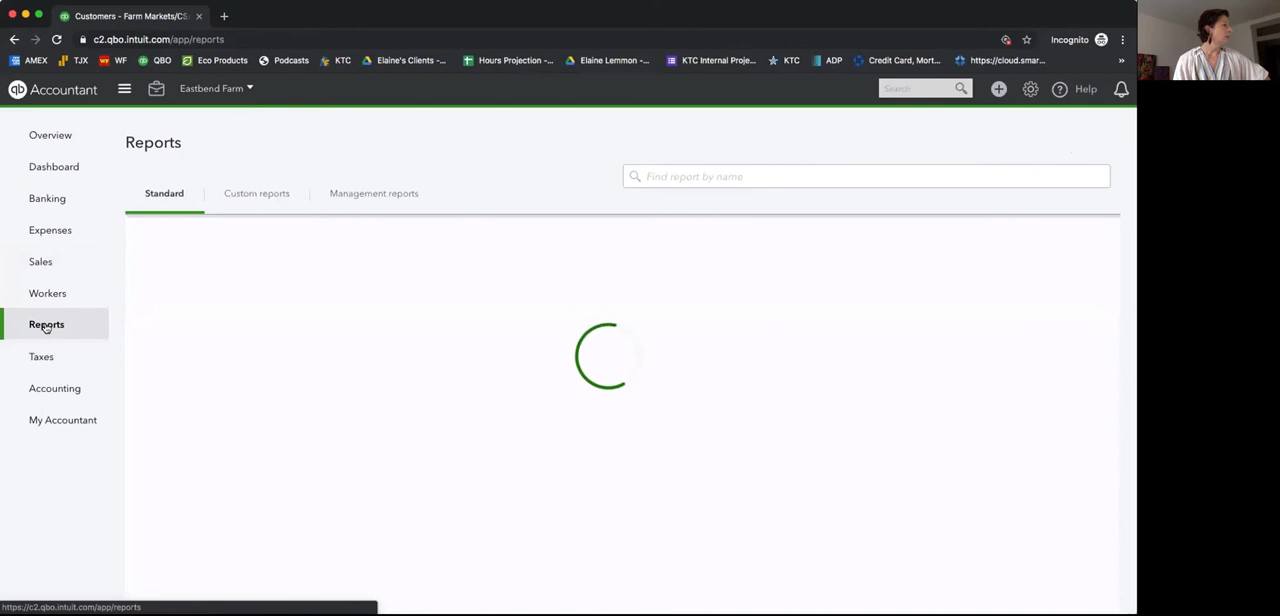 Customers - Farm Markets/CS
c2.qbo.intuit.com/app/reports
Incognito
AMEX TJX WF QBO Eco Products Podcasts KTC Elaine's Clients -... Hours Projection -... Elaine Lemmon -... KTC Internal Proje... KTC ADP Credit Card, Mort... https://cloud.smar... »
qb Accountant Eastbend Farm Search Help
Overview
Reports
Find report by name
Dashboard
Standard Custom reports Management reports
Banking
Expenses
Sales
Workers
Reports
Taxes
Accounting
My Accountant
https://c2.qbo.intuit.com/app/reports